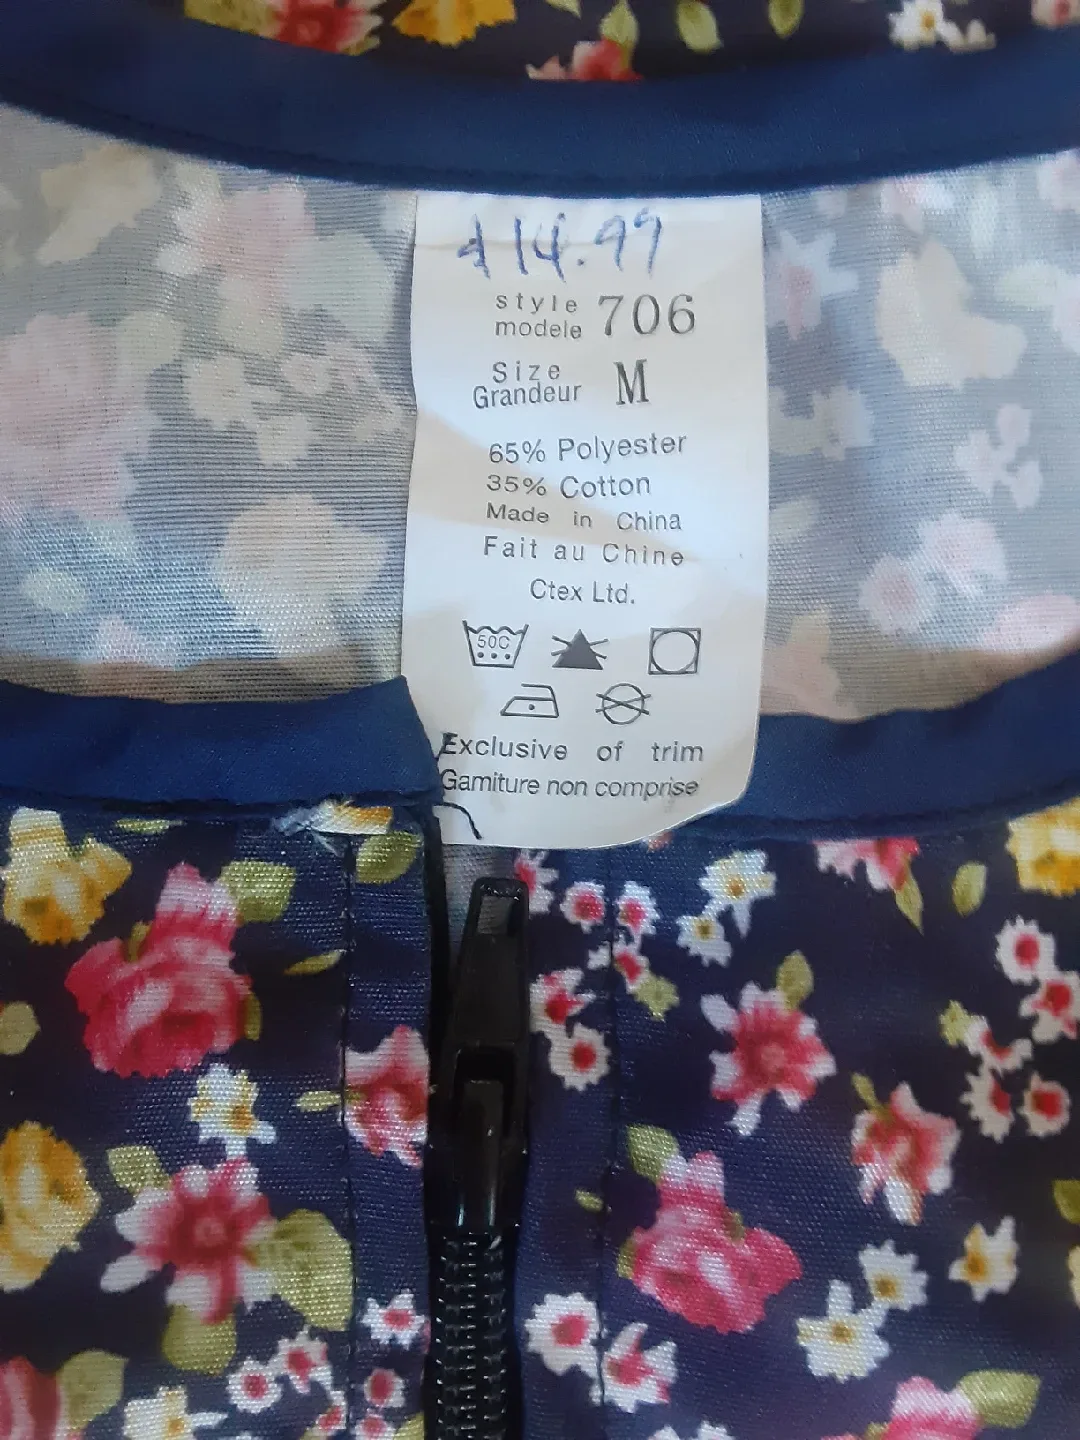 $14.99
style 706
modele
Size M
Grandeur
65% Polyester
35% Cotton
Made in China
Fait au Chine
Ctex Ltd.
50C
Exclusive of trim
Gamiture non comprise